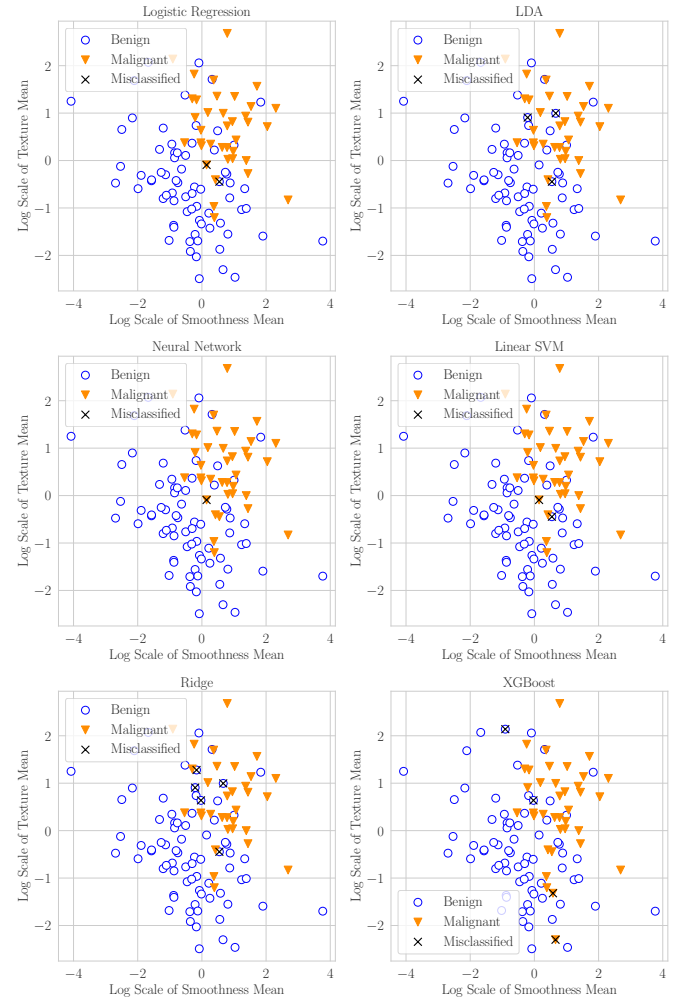 Logistic Regression
Log Scale of Texture Mean
2
1
0
−1
−2
Benign
Malignant
Misclassified
−4 −2 0 2 4
Log Scale of Smoothness Mean
LDA
Log Scale of Texture Mean
2
1
0
−1
−2
Benign
Malignant
Misclassified
−4 −2 0 2 4
Log Scale of Smoothness Mean
Neural Network
Log Scale of Texture Mean
2
1
0
−1
−2
Benign
Malignant
Misclassified
−4 −2 0 2 4
Log Scale of Smoothness Mean
Linear SVM
Log Scale of Texture Mean
2
1
0
−1
−2
Benign
Malignant
Misclassified
−4 −2 0 2 4
Log Scale of Smoothness Mean
Ridge
Log Scale of Texture Mean
2
1
0
−1
−2
Benign
Malignant
Misclassified
−4 −2 0 2 4
Log Scale of Smoothness Mean
XGBoost
Log Scale of Texture Mean
2
1
0
−1
−2
Benign
Malignant
Misclassified
−4 −2 0 2 4
Log Scale of Smoothness Mean